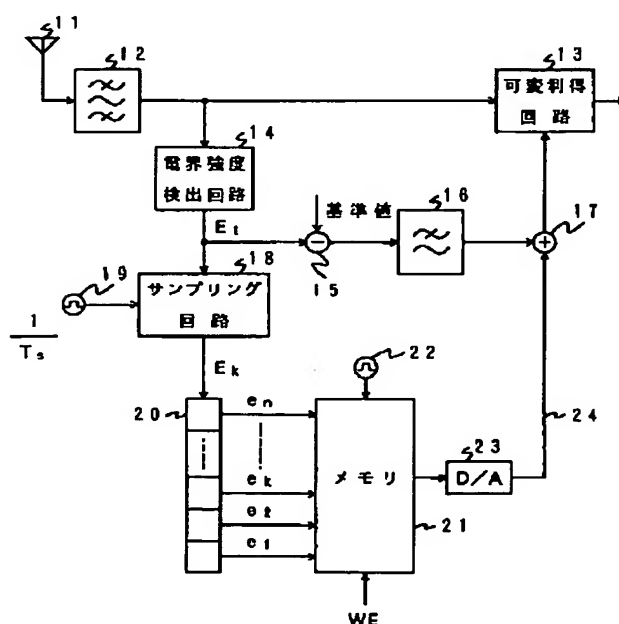 11
12
13
可変利得
回路
14
電界強度
検出回路
Et
基準値
16
17
15
18
19
サンプリング
回路
1
Ts
Ek
22
20
en
24
23
メモリ
D/A
ek
e2
21
e1
WE